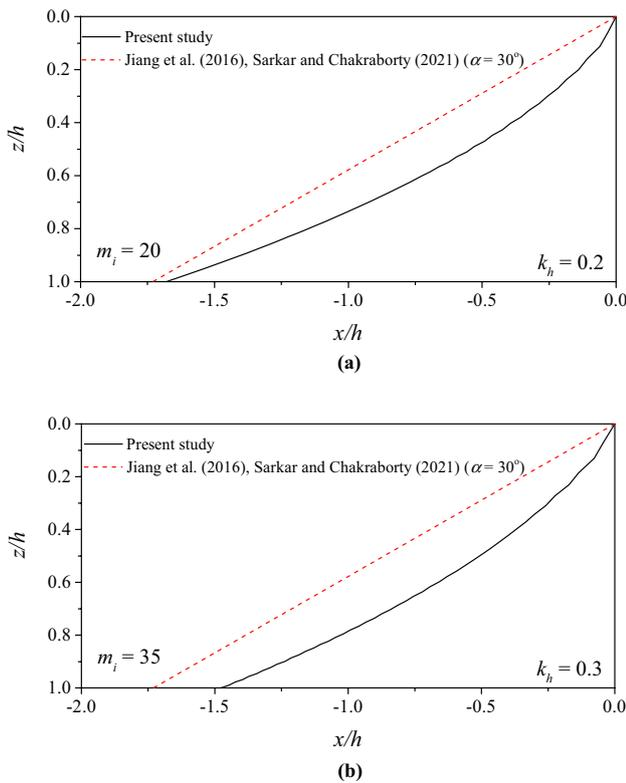 0.0
Present study
Jiang et al. (2016), Sarkar and Chakraborty (2021) (α = 30°)
0.2
0.4
z/h
0.6
0.8
m_i = 20
k_h = 0.2
1.0
-2.0 -1.5 -1.0 -0.5 0.0
x/h
(a)
0.0
Present study
Jiang et al. (2016), Sarkar and Chakraborty (2021) (α = 30°)
0.2
0.4
z/h
0.6
0.8
m_i = 35
k_h = 0.3
1.0
-2.0 -1.5 -1.0 -0.5 0.0
x/h
(b)